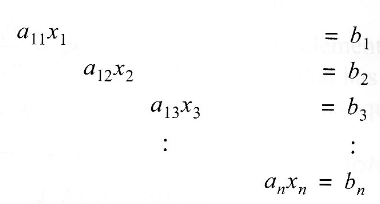 a₁₁x₁ = b₁
a₁₂x₂ = b₂
a₁₃x₃ = b₃
: :
aₙxₙ = bₙ